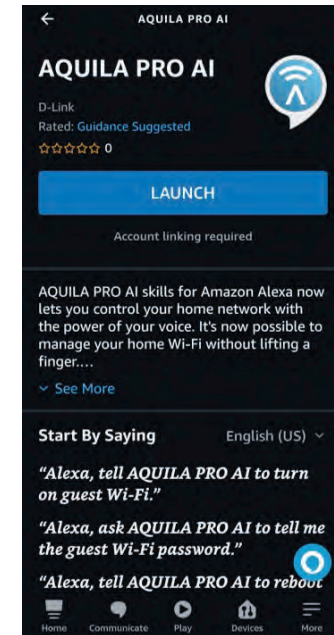 AQUILA PRO AI
AQUILA PRO AI
D-Link
Rated: Guidance Suggested
0
LAUNCH
Account linking required
AQUILA PRO AI skills for Amazon Alexa now
lets you control your home network with
the power of your voice. It's now possible to
manage your home Wi-Fi without lifting a
finger....
See More
Start By Saying English (US)
“Alexa, tell AQUILA PRO AI to turn
on guest Wi-Fi.”
“Alexa, ask AQUILA PRO AI to tell me
the guest Wi-Fi password.”
“Alexa, tell AQUILA PRO AI to reboot
Home Communicate Play Devices More